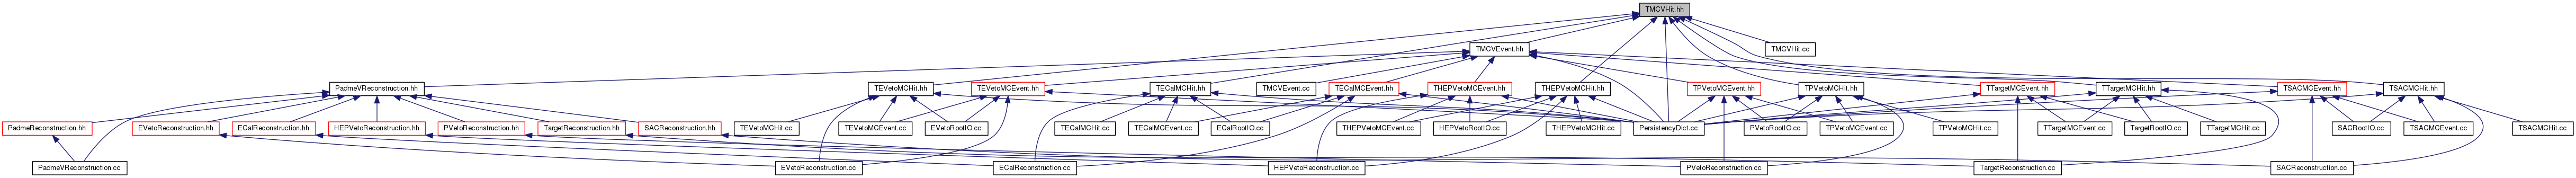 TMCVHit.hh
TMCVEvent.hh
TMCVHit.cc
PadmeVReconstruction.hh
TEVetoMCHit.hh
TEVetoMCEvent.hh
TECalMCHit.hh
TMCVEvent.cc
TECalMCEvent.hh
THEPVetoMCEvent.hh
THEPVetoMCHit.hh
TPVetoMCEvent.hh
TPVetoMCHit.hh
TTargetMCEvent.hh
TTargetMCHit.hh
TSACMCEvent.hh
TSACMCHit.hh
PadmeReconstruction.hh
EVetoReconstruction.hh
ECalReconstruction.hh
HEPVetoReconstruction.hh
PVetoReconstruction.hh
TargetReconstruction.hh
SACReconstruction.hh
TEVetoMCHit.cc
TEVetoMCEvent.cc
EVetoRootIO.cc
TECalMCHit.cc
TECalMCEvent.cc
ECalRootIO.cc
THEPVetoMCEvent.cc
HEPVetoRootIO.cc
THEPVetoMCHit.cc
PersistencyDict.cc
PVetoRootIO.cc
TPVetoMCEvent.cc
TPVetoMCHit.cc
TTargetMCEvent.cc
TargetRootIO.cc
TTargetMCHit.cc
SACRootIO.cc
TSACMCEvent.cc
TSACMCHit.cc
PadmeVReconstruction.cc
EVetoReconstruction.cc
ECalReconstruction.cc
HEPVetoReconstruction.cc
PVetoReconstruction.cc
TargetReconstruction.cc
SACReconstruction.cc